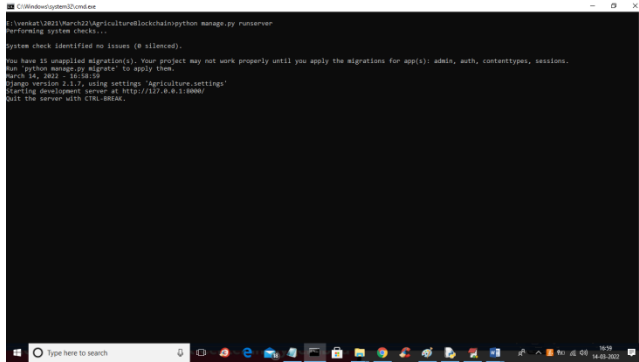 C:\Windows\system32\cmd.exe
E:\venkat\2021\March22\AgricultureBlockchain>python manage.py runserver
Performing system checks...
System check identified no issues (0 silenced).
You have 15 unapplied migration(s). Your project may not work properly until you apply the migrations for app(s): admin, auth, contenttypes, sessions.
Run 'python manage.py migrate' to apply them.
March 14, 2022 - 16:58:59
Django version 2.1.7, using settings 'Agriculture.settings'
Starting development server at http://127.0.0.1:8000/
Quit the server with CTRL-BREAK.
Type here to search
16:59
14-03-2022